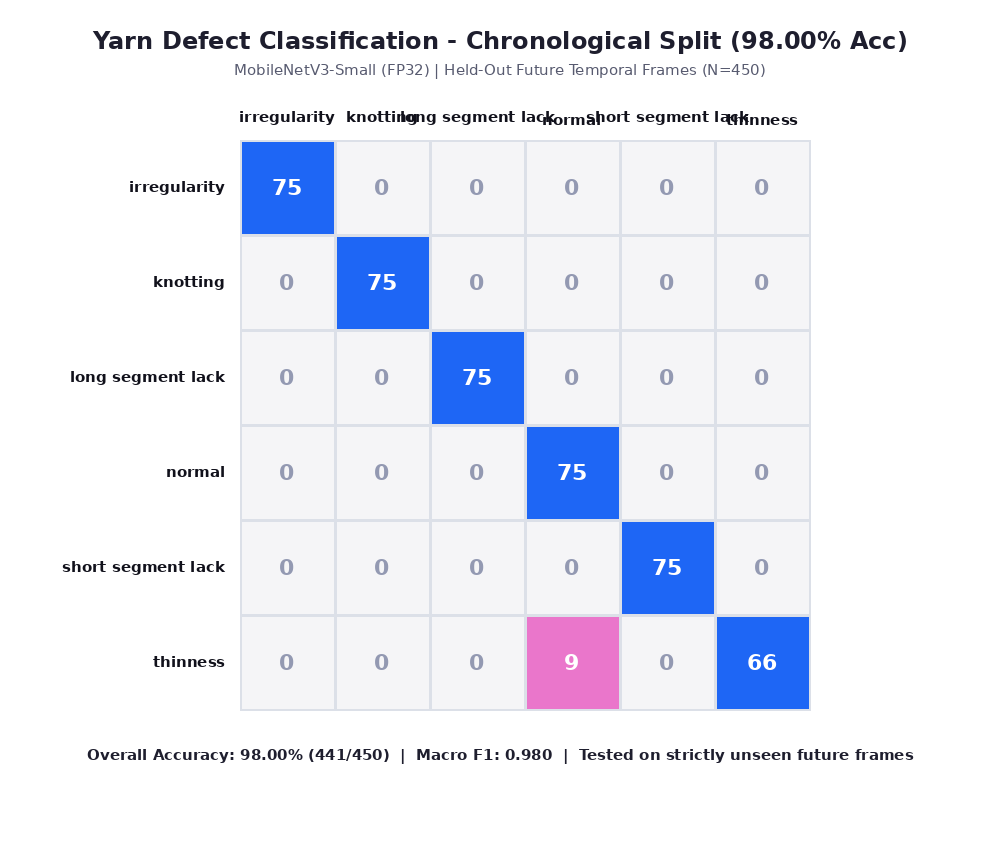 Yarn Defect Classification - Chronological Split (98.00% Acc)
MobileNetV3-Small (FP32) | Held-Out Future Temporal Frames (N=450)
irregularity knotting long segment lack normal short segment lack thinness
irregularity 75 0 0 0 0 0
knotting 0 75 0 0 0 0
long segment lack 0 0 75 0 0 0
normal 0 0 0 75 0 0
short segment lack 0 0 0 0 75 0
thinness 0 0 0 9 0 66
Overall Accuracy: 98.00% (441/450) | Macro F1: 0.980 | Tested on strictly unseen future frames